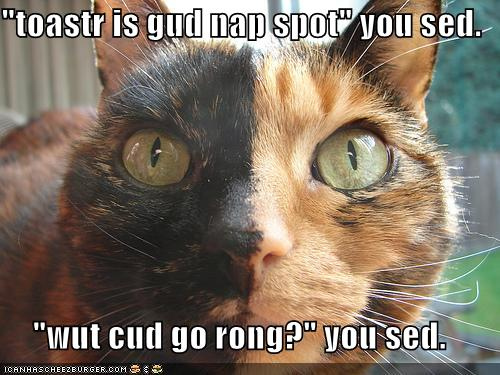 "toastr is gud nap spot" you sed.
"wut cud go rong?" you sed.
ICANHASCHEEZBURGER.COM